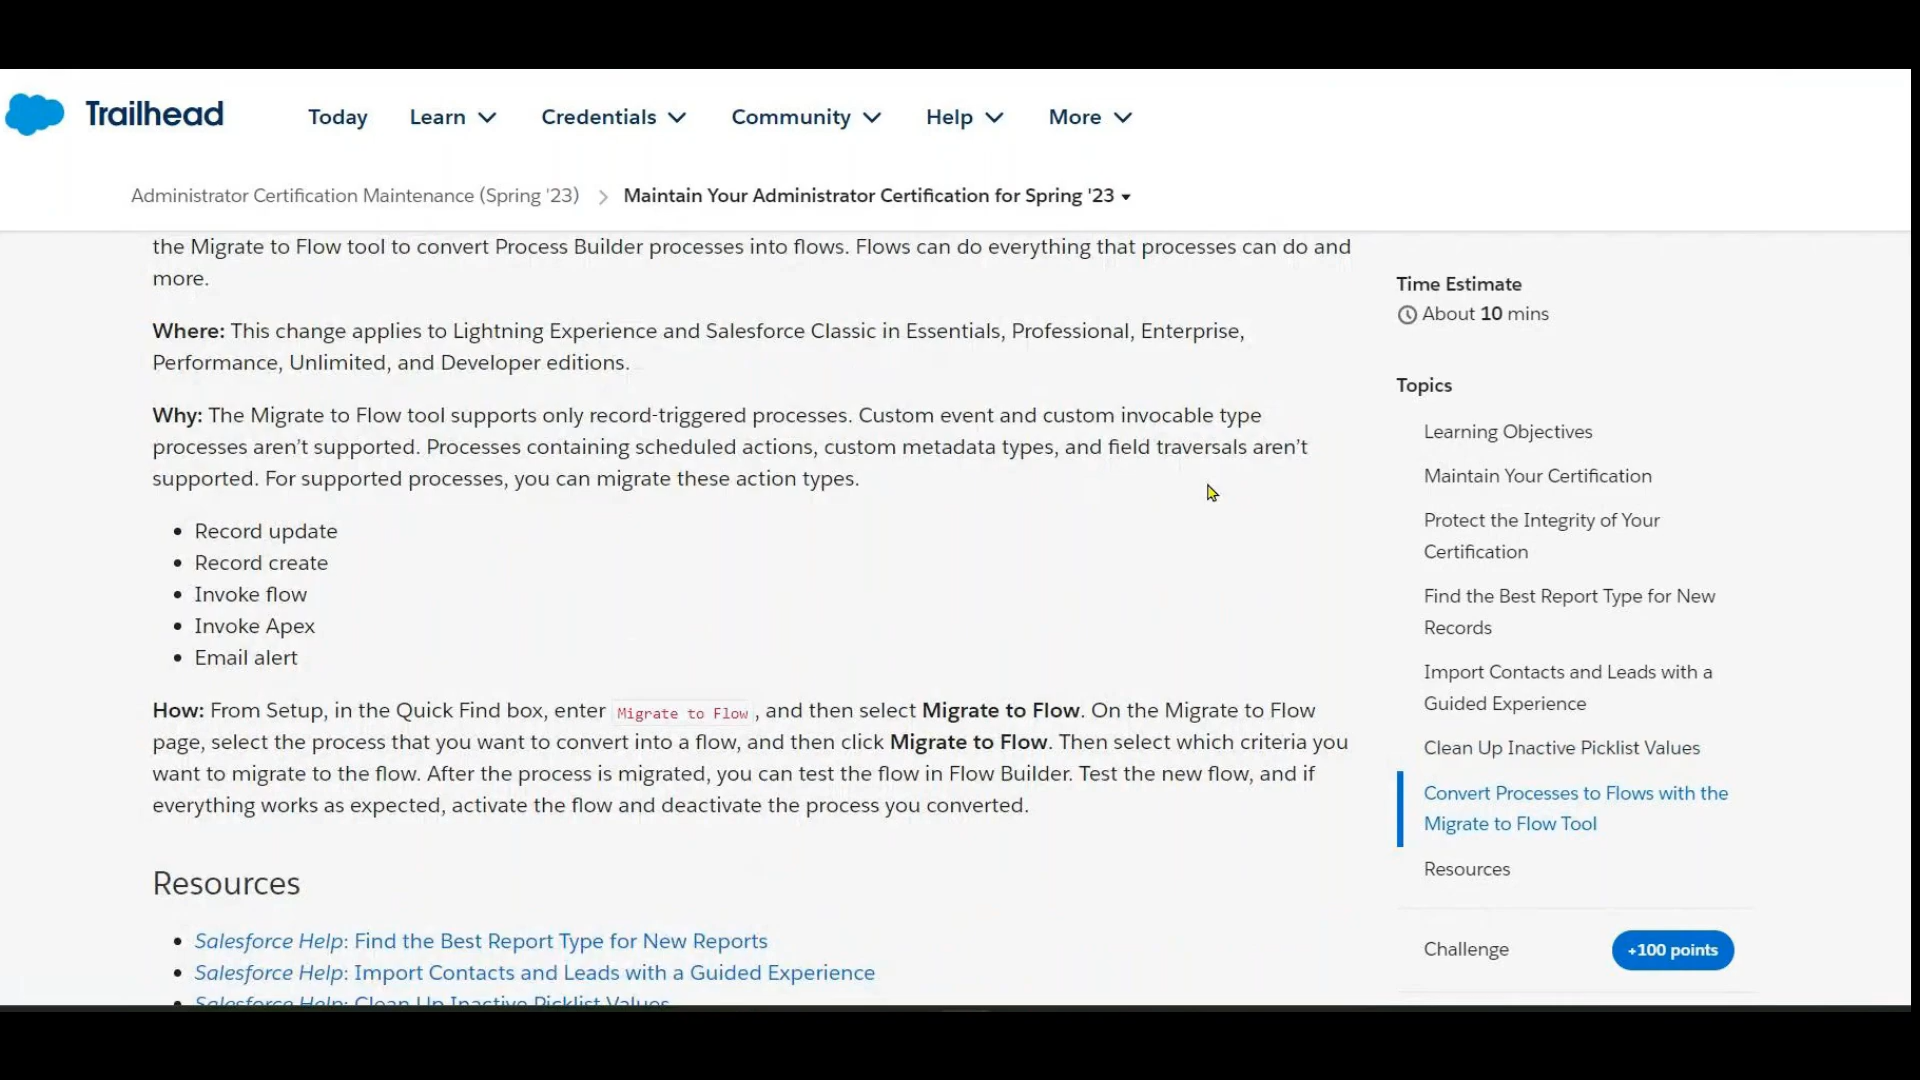 Trailhead
Today Learn Credentials Community Help More
Administrator Certification Maintenance (Spring '23) Maintain Your Administrator Certification for Spring '23
the Migrate to Flow tool to convert Process Builder processes into flows. Flows can do everything that processes can do and
more.
Where: This change applies to Lightning Experience and Salesforce Classic in Essentials, Professional, Enterprise,
Performance, Unlimited, and Developer editions.
Why: The Migrate to Flow tool supports only record-triggered processes. Custom event and custom invocable type
processes aren't supported. Processes containing scheduled actions, custom metadata types, and field traversals aren't
supported. For supported processes, you can migrate these action types.
• Record update
• Record create
• Invoke flow
• Invoke Apex
• Email alert
How: From Setup, in the Quick Find box, enter Migrate to Flow, and then select Migrate to Flow. On the Migrate to Flow
page, select the process that you want to convert into a flow, and then click Migrate to Flow. Then select which criteria you
want to migrate to the flow. After the process is migrated, you can test the flow in Flow Builder. Test the new flow, and if
everything works as expected, activate the flow and deactivate the process you converted.
Resources
• Salesforce Help: Find the Best Report Type for New Reports
• Salesforce Help: Import Contacts and Leads with a Guided Experience
• Salesforce Help: Clean Up Inactive Picklist Values
Time Estimate
About 10 mins
Topics
Learning Objectives
Maintain Your Certification
Protect the Integrity of Your
Certification
Find the Best Report Type for New
Records
Import Contacts and Leads with a
Guided Experience
Clean Up Inactive Picklist Values
Convert Processes to Flows with the
Migrate to Flow Tool
Resources
Challenge +100 points